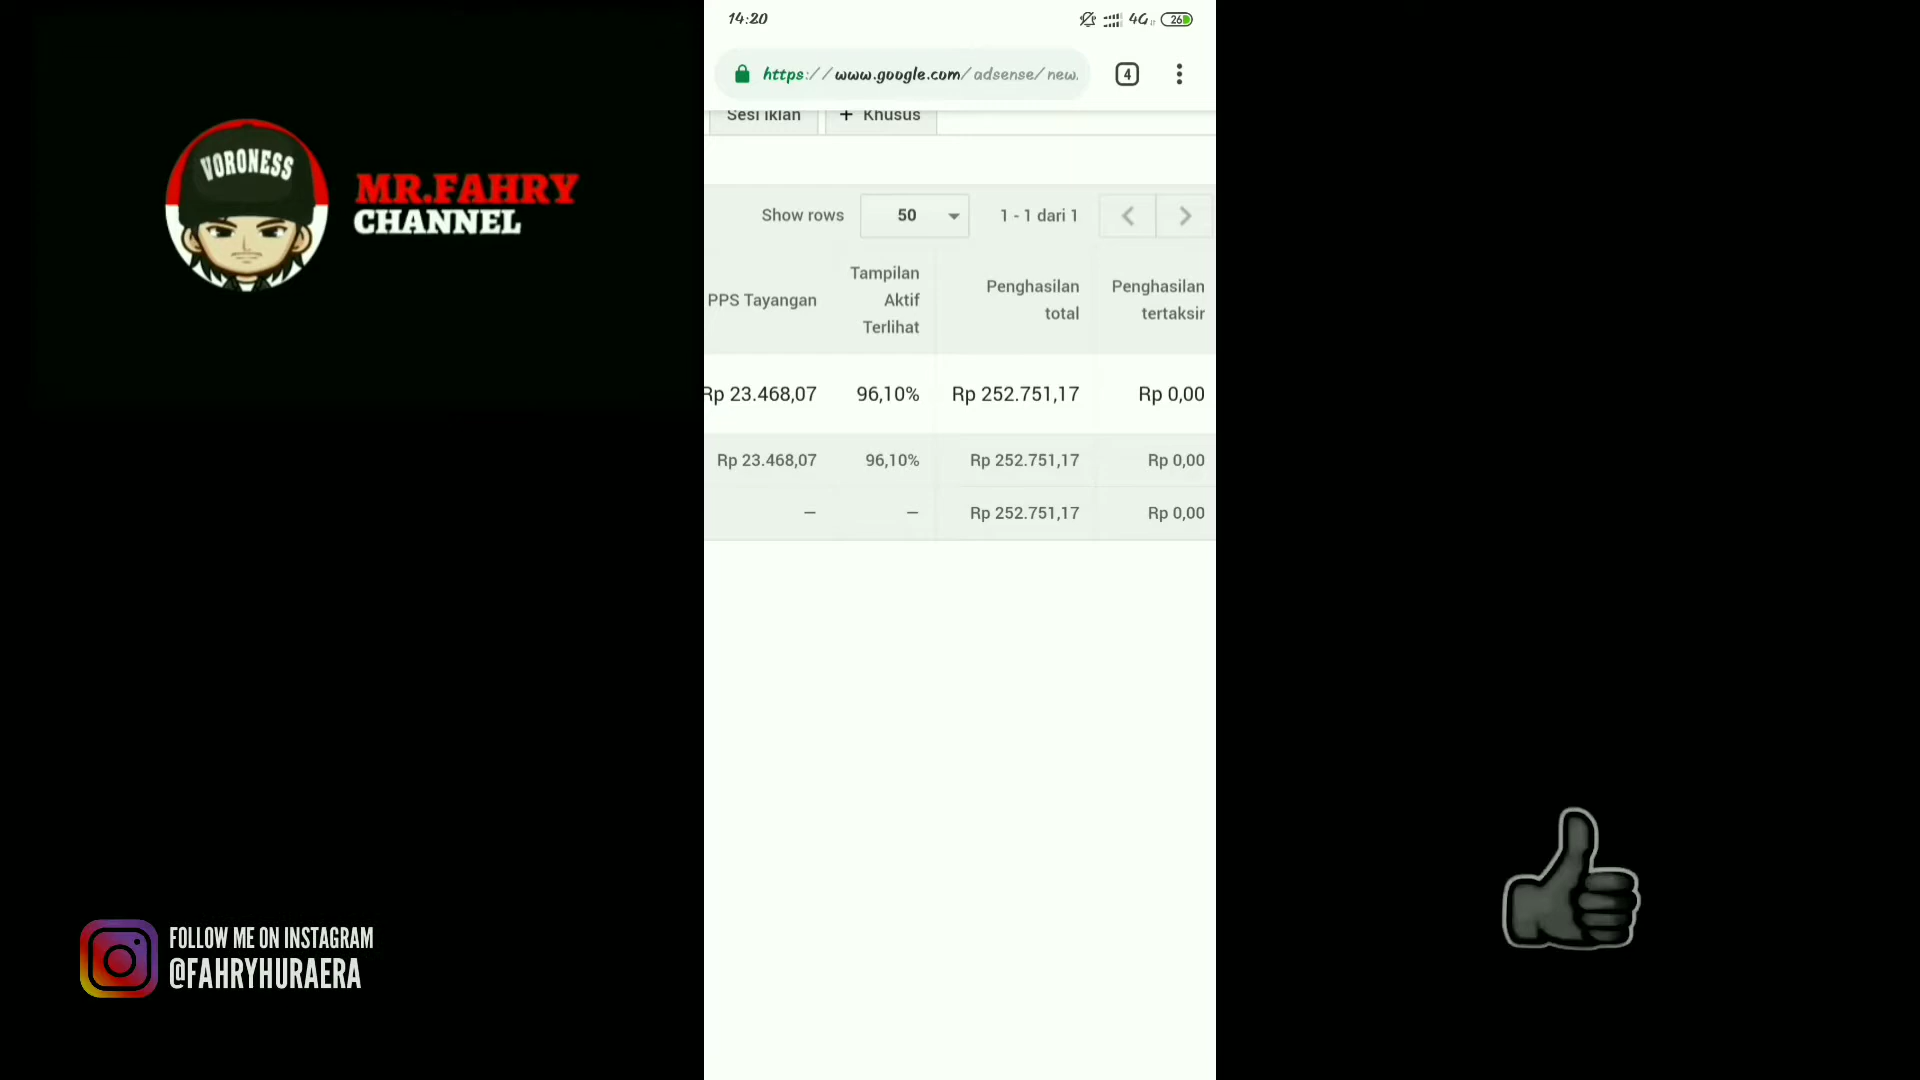 VORONESS
MR.FAHRY
CHANNEL
14:20
4G
26
https://www.google.com/adsense/new.
4
Sesi Iklan
+ Khusus
Show rows
50
1 - 1 dari 1
PPS Tayangan
Tampilan
Aktif
Terlihat
Penghasilan
total
Penghasilan
tertaksir
Rp 23.468,07 96,10% Rp 252.751,17 Rp 0,00
Rp 23.468,07 96,10% Rp 252.751,17 Rp 0,00
— — Rp 252.751,17 Rp 0,00
FOLLOW ME ON INSTAGRAM
@FAHRYHURAERA